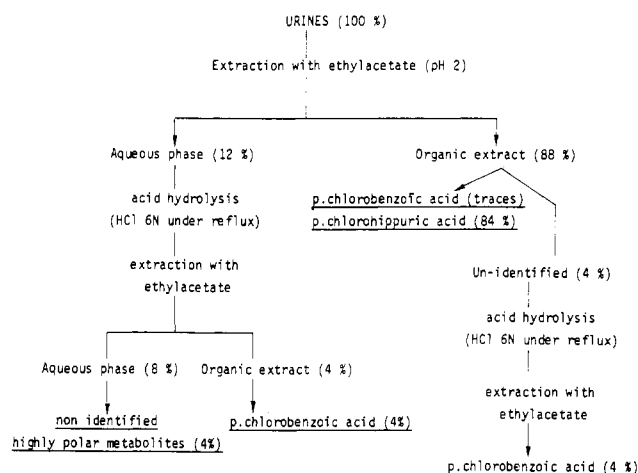 URINES (100 %)
Extraction with ethylacetate (pH 2)
Aqueous phase (12 %)
Organic extract (88 %)
acid hydrolysis
(HCl 6N under reflux)
p.chlorobenzoïc acid (traces)
p.chlorohippuric acid (84 %)
extraction with
ethylacetate
Un-identified (4 %)
acid hydrolysis
(HCl 6N under reflux)
Aqueous phase (8 %)
Organic extract (4 %)
non identified
highly polar metabolites (4%)
p.chlorobenzoic acid (4%)
extraction with
ethylacetate
p.chlorobenzoic acid (4 %)